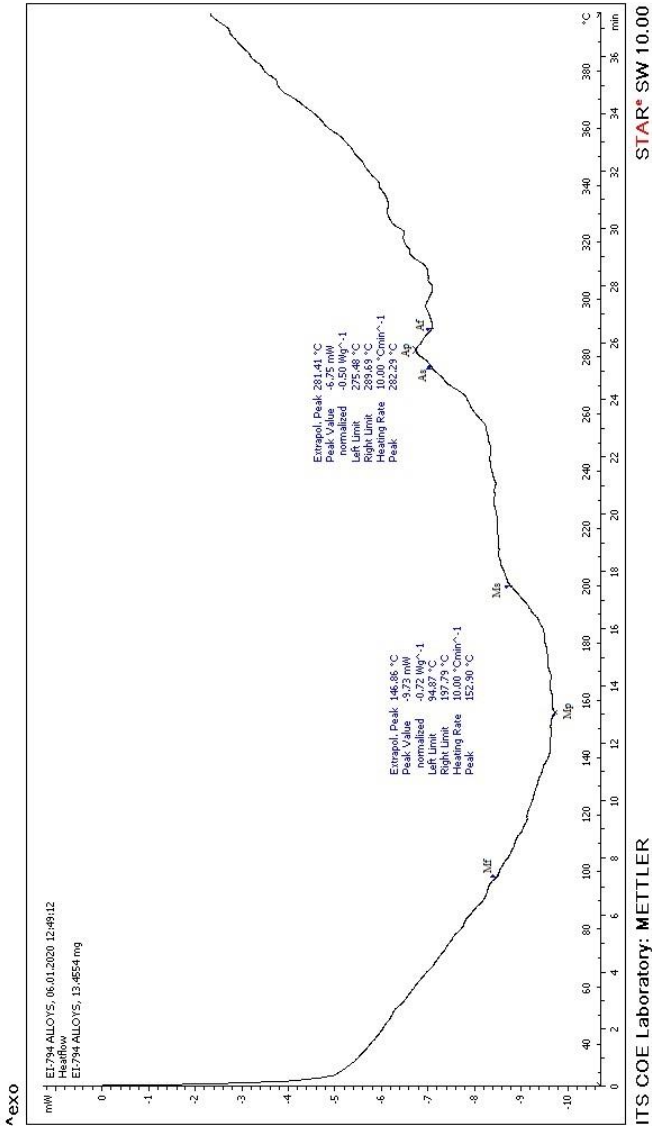 ^exo
EI-794 ALLOYS, 06.01.2020 12:49:12
Heatflow
EI-794 ALLOYS, 13.4554 mg
mW
0
-1
-2
-3
-4
-5
-6
-7
-8
-9
-10
Extrapol. Peak 146.86 °C
Peak Value -9.73 mW
normalized -0.72 Wg^-1
Left Limit 94.87 °C
Right Limit 197.79 °C
Heating Rate 10.00 °Cmin^-1
Peak 152.90 °C
Extrapol. Peak 281.41 °C
Peak Value -6.75 mW
normalized -0.50 Wg^-1
Left Limit 275.48 °C
Right Limit 289.69 °C
Heating Rate 10.00 °Cmin^-1
Peak 282.29 °C
Mf
Mp
Ms
As
Ap
Af
40 60 80 100 120 140 160 180 200 220 240 260 280 300 320 340 360 380 °C
0 2 4 6 8 10 12 14 16 18 20 22 24 26 28 30 32 34 36 min
ITS COE Laboratory: METTLER
STARe SW 10.00